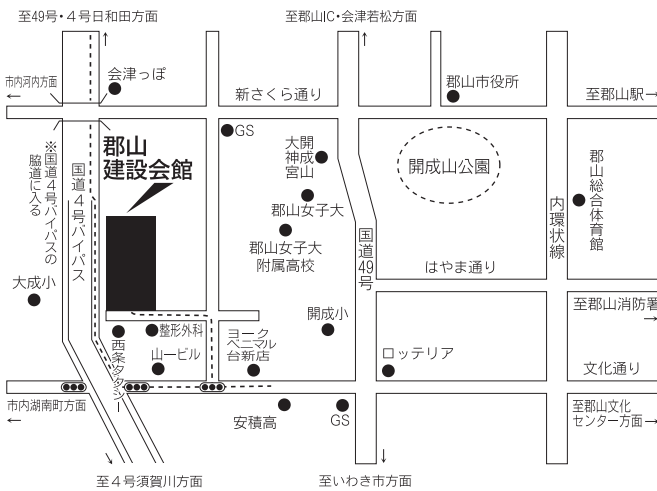 至49号・4号日和田方面
至郡山IC・会津若松方面
市内河内方面
会津っぽ
新さくら通り
郡山市役所
至郡山駅
GS
郡山
建設会館
大開
神成
宮山
開成山公園
郡山総合体育館
内環状線
※国道4号バイパスの
脇道に入る
国道4号バイパス
郡山女子大
郡山女子大
附属高校
国道49号
はやま通り
大成小
至郡山消防署
開成小
整形外科
ヨーク
ベニマル
台新店
西条タクシー
山一ビル
ロッテリア
文化通り
市内湖南町方面
安積高
GS
至郡山文化
センター方面
至4号須賀川方面
至いわき市方面